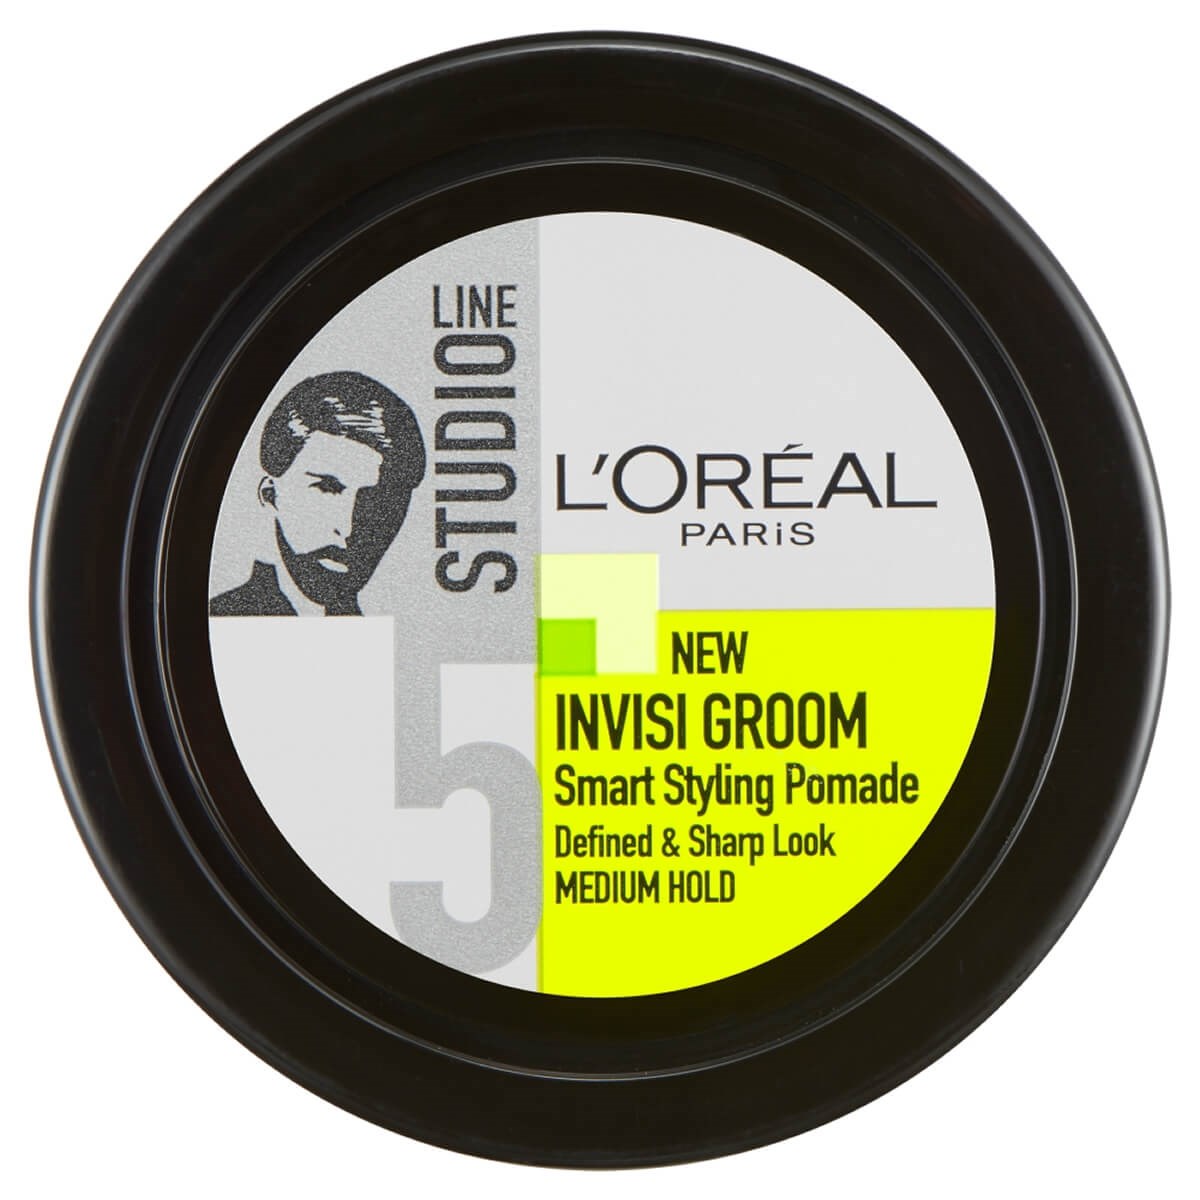 STUDIO LINE
L'ORÉAL
PARiS
5
NEW
INVISI GROOM
Smart Styling Pomade
Defined & Sharp Look
MEDIUM HOLD